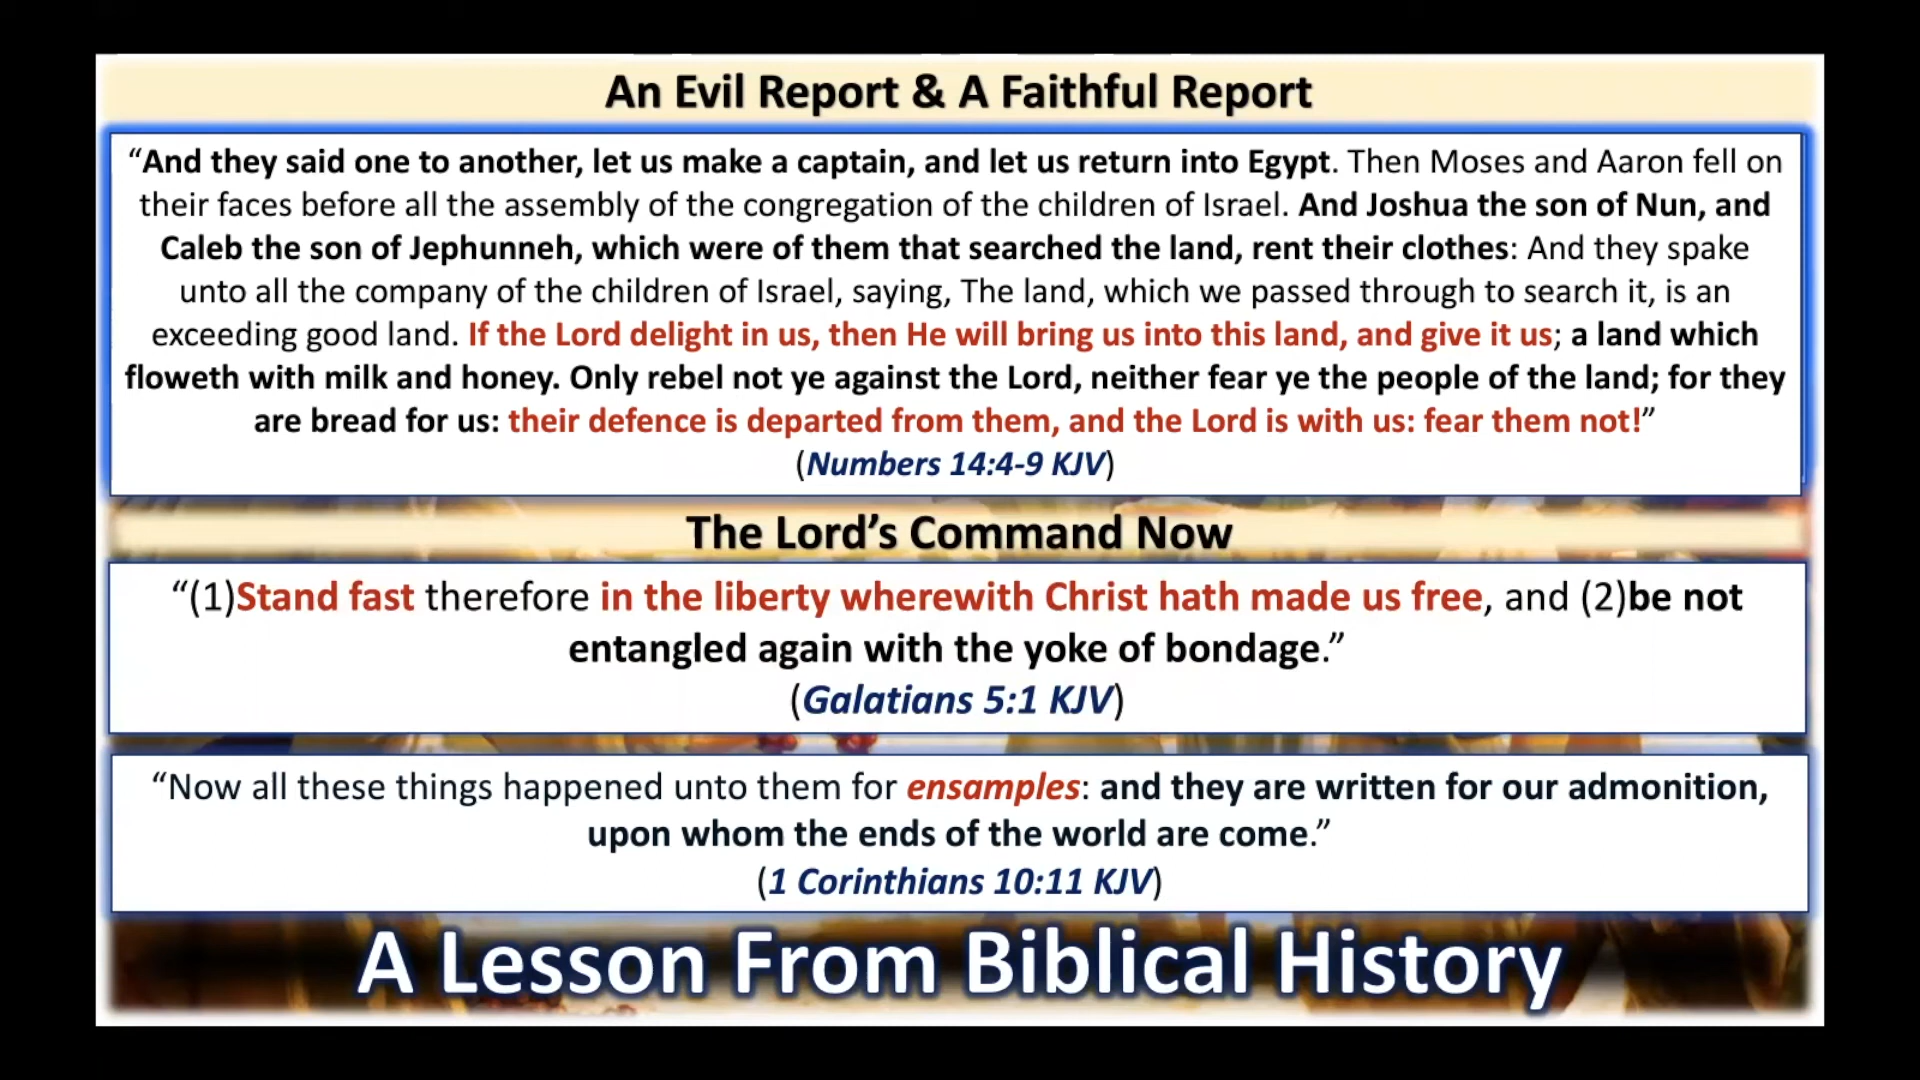 An Evil Report & A Faithful Report
“And they said one to another, let us make a captain, and let us return into Egypt. Then Moses and Aaron fell on
their faces before all the assembly of the congregation of the children of Israel. And Joshua the son of Nun, and
Caleb the son of Jephunneh, which were of them that searched the land, rent their clothes: And they spake
unto all the company of the children of Israel, saying, The land, which we passed through to search it, is an
exceeding good land. If the Lord delight in us, then He will bring us into this land, and give it us; a land which
floweth with milk and honey. Only rebel not ye against the Lord, neither fear ye the people of the land; for they
are bread for us: their defence is departed from them, and the Lord is with us: fear them not!”
(Numbers 14:4-9 KJV)
The Lord’s Command Now
“(1)Stand fast therefore in the liberty wherewith Christ hath made us free, and (2)be not
entangled again with the yoke of bondage.”
(Galatians 5:1 KJV)
“Now all these things happened unto them for ensamples: and they are written for our admonition,
upon whom the ends of the world are come.”
(1 Corinthians 10:11 KJV)
A Lesson From Biblical History